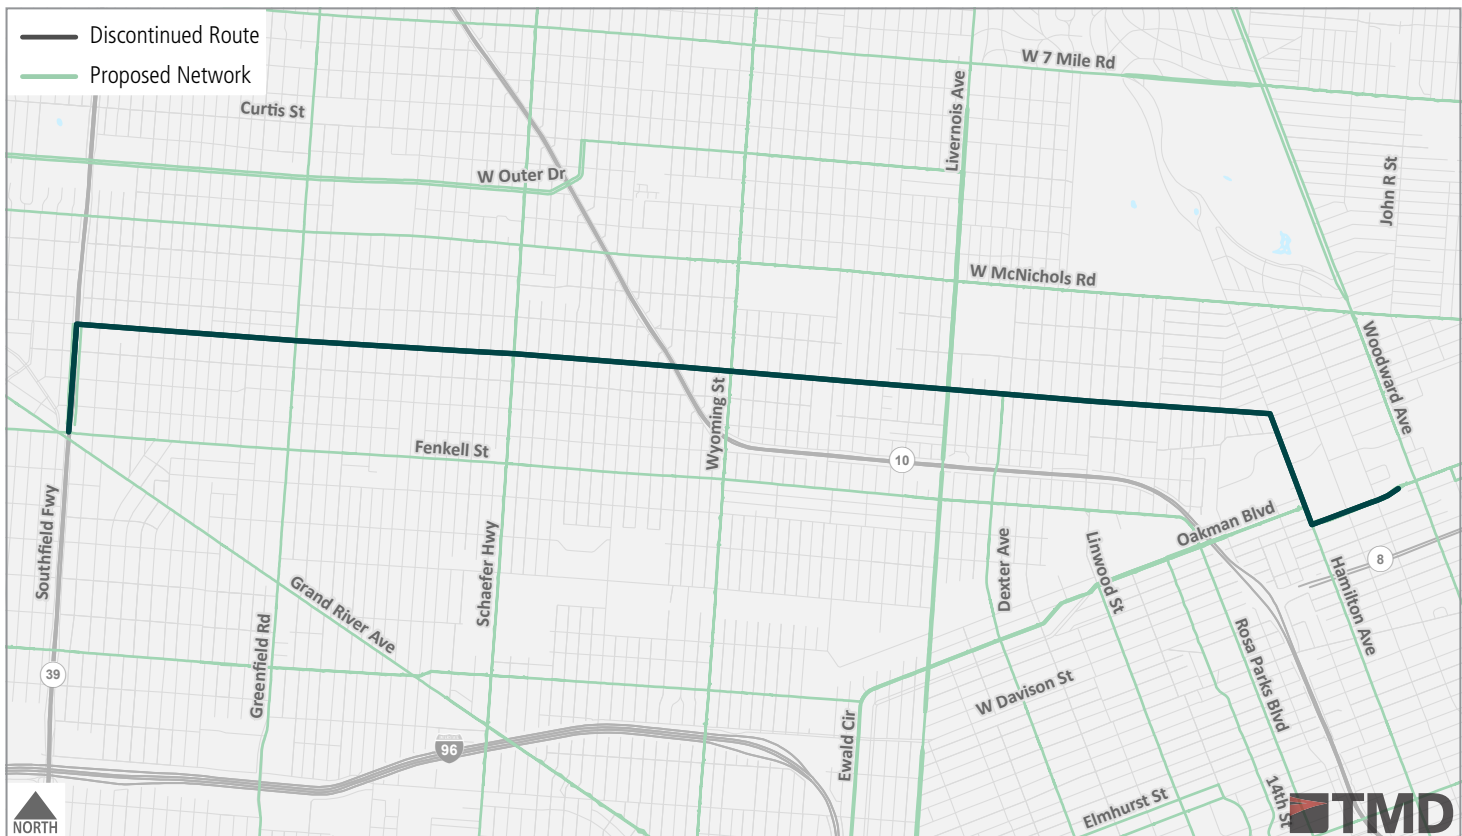 Discontinued Route
Proposed Network
W 7 Mile Rd
Curtis St
Livernois Ave
W Outer Dr
John R St
W McNichols Rd
Woodward Ave
Wyoming St
Fenkell St
10
Southfield Fwy
Oakman Blvd
Schaefer Hwy
Dexter Ave
Linwood St
8
Hamilton Ave
Grand River Ave
Greenfield Rd
Rosa Parks Blvd
39
W Davison St
Ewald Cir
96
14th St
Elmhurst St
NORTH
TMD